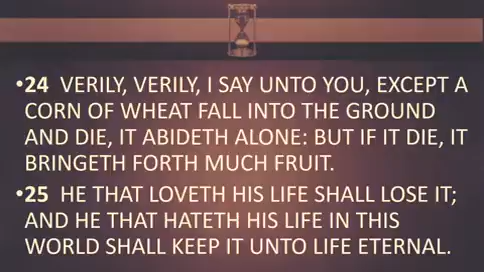 •24 VERILY, VERILY, I SAY UNTO YOU, EXCEPT A
CORN OF WHEAT FALL INTO THE GROUND
AND DIE, IT ABIDETH ALONE: BUT IF IT DIE, IT
BRINGETH FORTH MUCH FRUIT.
•25 HE THAT LOVETH HIS LIFE SHALL LOSE IT;
AND HE THAT HATETH HIS LIFE IN THIS
WORLD SHALL KEEP IT UNTO LIFE ETERNAL.